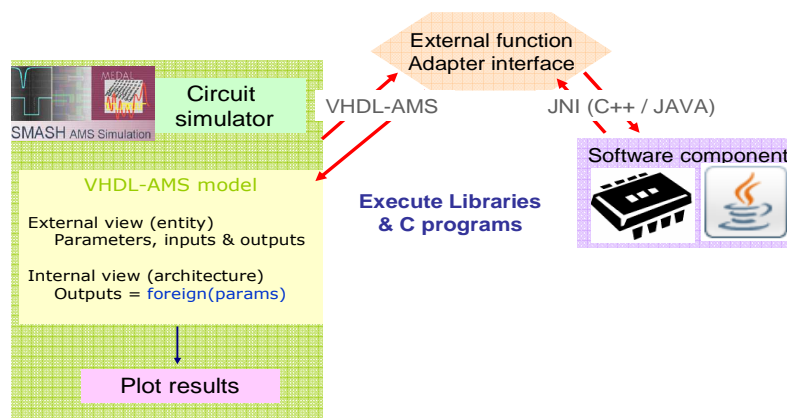 External function
Adapter interface
MEDAL
Circuit
simulator
SMASH AMS Simulation
VHDL-AMS
JNI (C++ / JAVA)
Software component
VHDL-AMS model
External view (entity)
Parameters, inputs & outputs
Internal view (architecture)
Outputs = foreign(params)
Execute Libraries
& C programs
Plot results